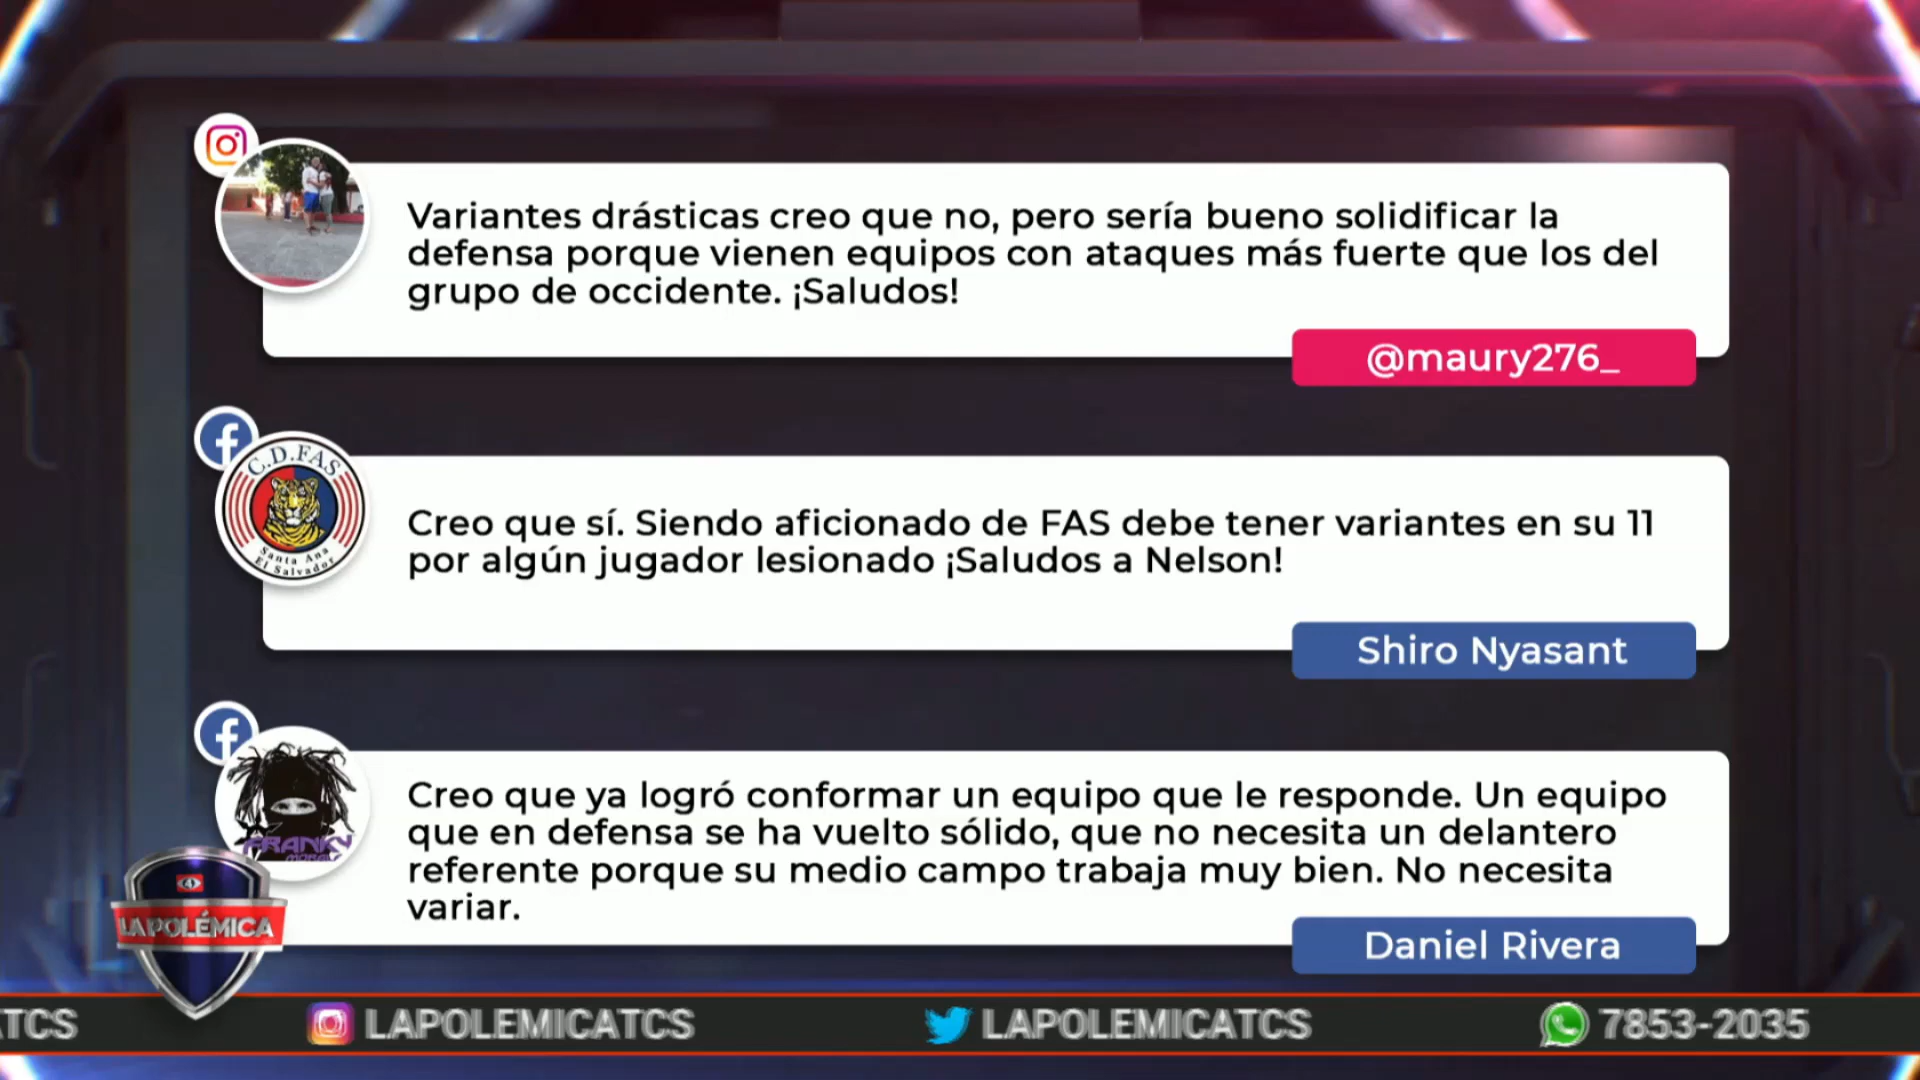 Variantes drásticas creo que no, pero sería bueno solidificar la
defensa porque vienen equipos con ataques más fuerte que los del
grupo de occidente. ¡Saludos!
@maury276_
C.D.FAS
Santa Ana
El Salvador
Creo que sí. Siendo aficionado de FAS debe tener variantes en su 11
por algún jugador lesionado ¡Saludos a Nelson!
Shiro Nyasant
FRANKY
Creo que ya logró conformar un equipo que le responde. Un equipo
que en defensa se ha vuelto sólido, que no necesita un delantero
referente porque su medio campo trabaja muy bien. No necesita
variar.
Daniel Rivera
4
LA POLÉMICA
TCS LAPOLEMICATCS LAPOLEMICATCS 7853-2035